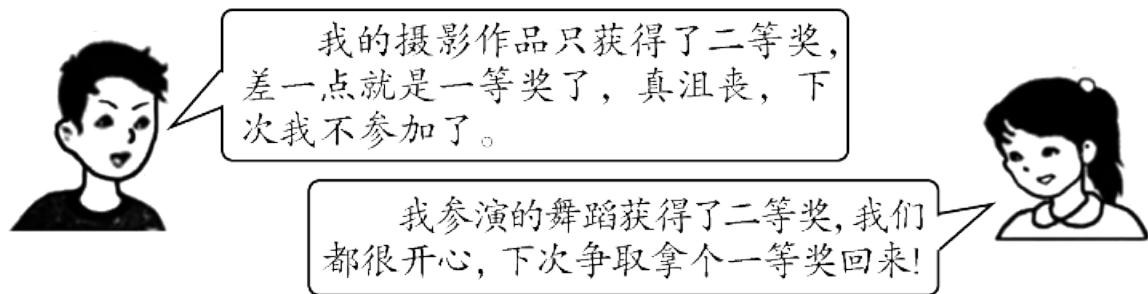 我的摄影作品只获得了二等奖，
差一点就是一等奖了，真沮丧，下
次我不参加了。
我参演的舞蹈获得了二等奖，我们
都很开心，下次争取拿个一等奖回来！